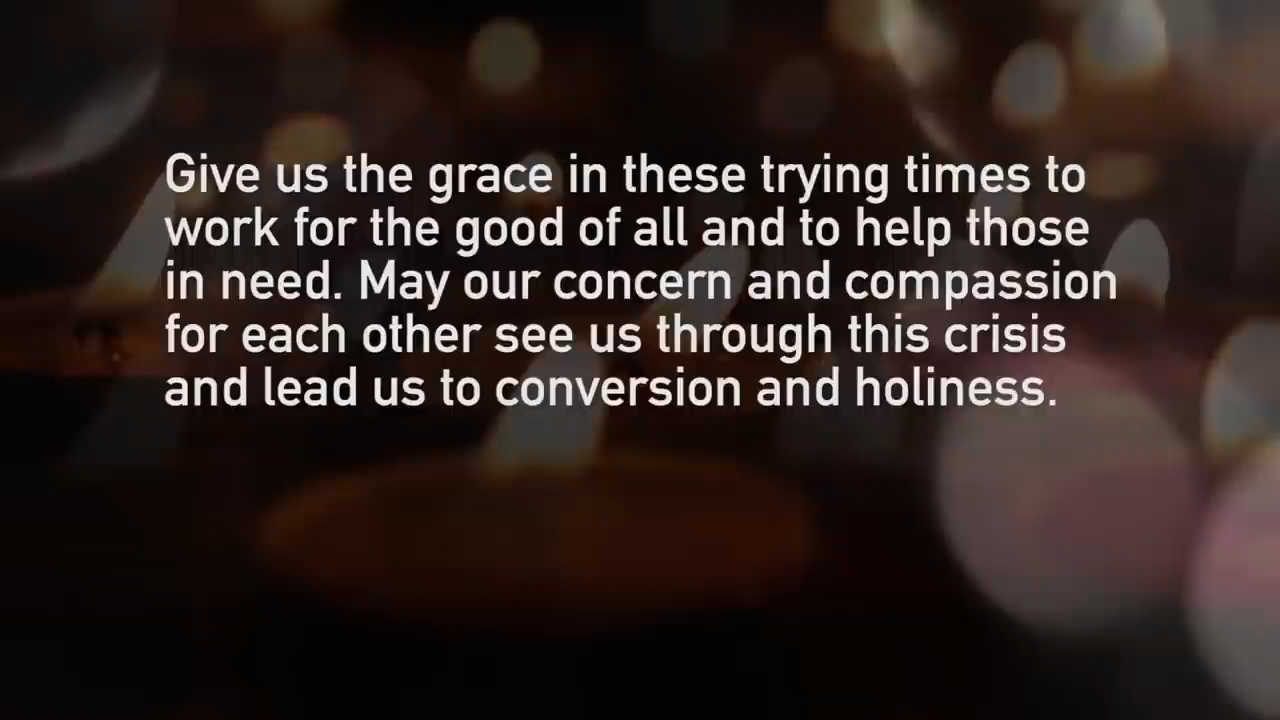 Give us the grace in these trying times to
work for the good of all and to help those
in need. May our concern and compassion
for each other see us through this crisis
and lead us to conversion and holiness.